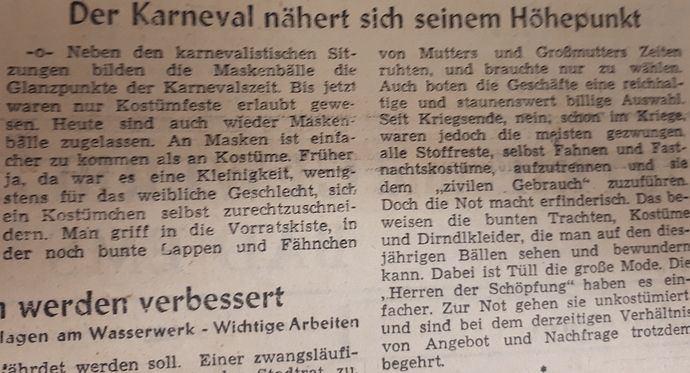 Der Karneval nähert sich seinem Höhepunkt
-o- Neben den karnevalistischen Sit-
zungen bilden die Maskenbälle die
Glanzpunkte der Karnevalszeit. Bis jetzt
waren nur Kostümfeste erlaubt gewe-
sen. Heute sind auch wieder Masken-
bälle zugelassen. An Masken ist einfa-
cher zu kommen als an Kostüme. Früher
ja, da war es eine Kleinigkeit, wenig-
stens für das weibliche Geschlecht, sich
ein Kostümchen selbst zurechtzuschnei-
dern. Man griff in die Vorratskiste, in
der noch bunte Lappen und Fähnchen
von Mutters und Großmutters Zeiten
ruhten, und brauchte nur zu wählen.
Auch boten die Geschäfte eine reichhal-
tige und staunenswert billige Auswahl.
Seit Kriegsende, nein, schon im Kriege,
waren jedoch die meisten gezwungen
alle Stoffreste, selbst Fahnen und Fast-
nachtskostüme, aufzutrennen und sie
dem „zivilen Gebrauch" zuzuführen.
Doch die Not macht erfinderisch. Das be-
weisen die bunten Trachten, Kostüme
und Dirndlkleider, die man auf den dies-
jährigen Bällen sehen und bewundern
kann. Dabei ist Tüll die große Mode. Die
„Herren der Schöpfung" haben es ein-
facher. Zur Not gehen sie unkostümiert
und sind bei dem derzeitigen Verhältnis
von Angebot und Nachfrage trotzdem
begehrt.
*
n werden verbessert
lagen am Wasserwerk - Wichtige Arbeiten
fährdet werden soll. Einer zwangsläufi-
Stadtrat zu